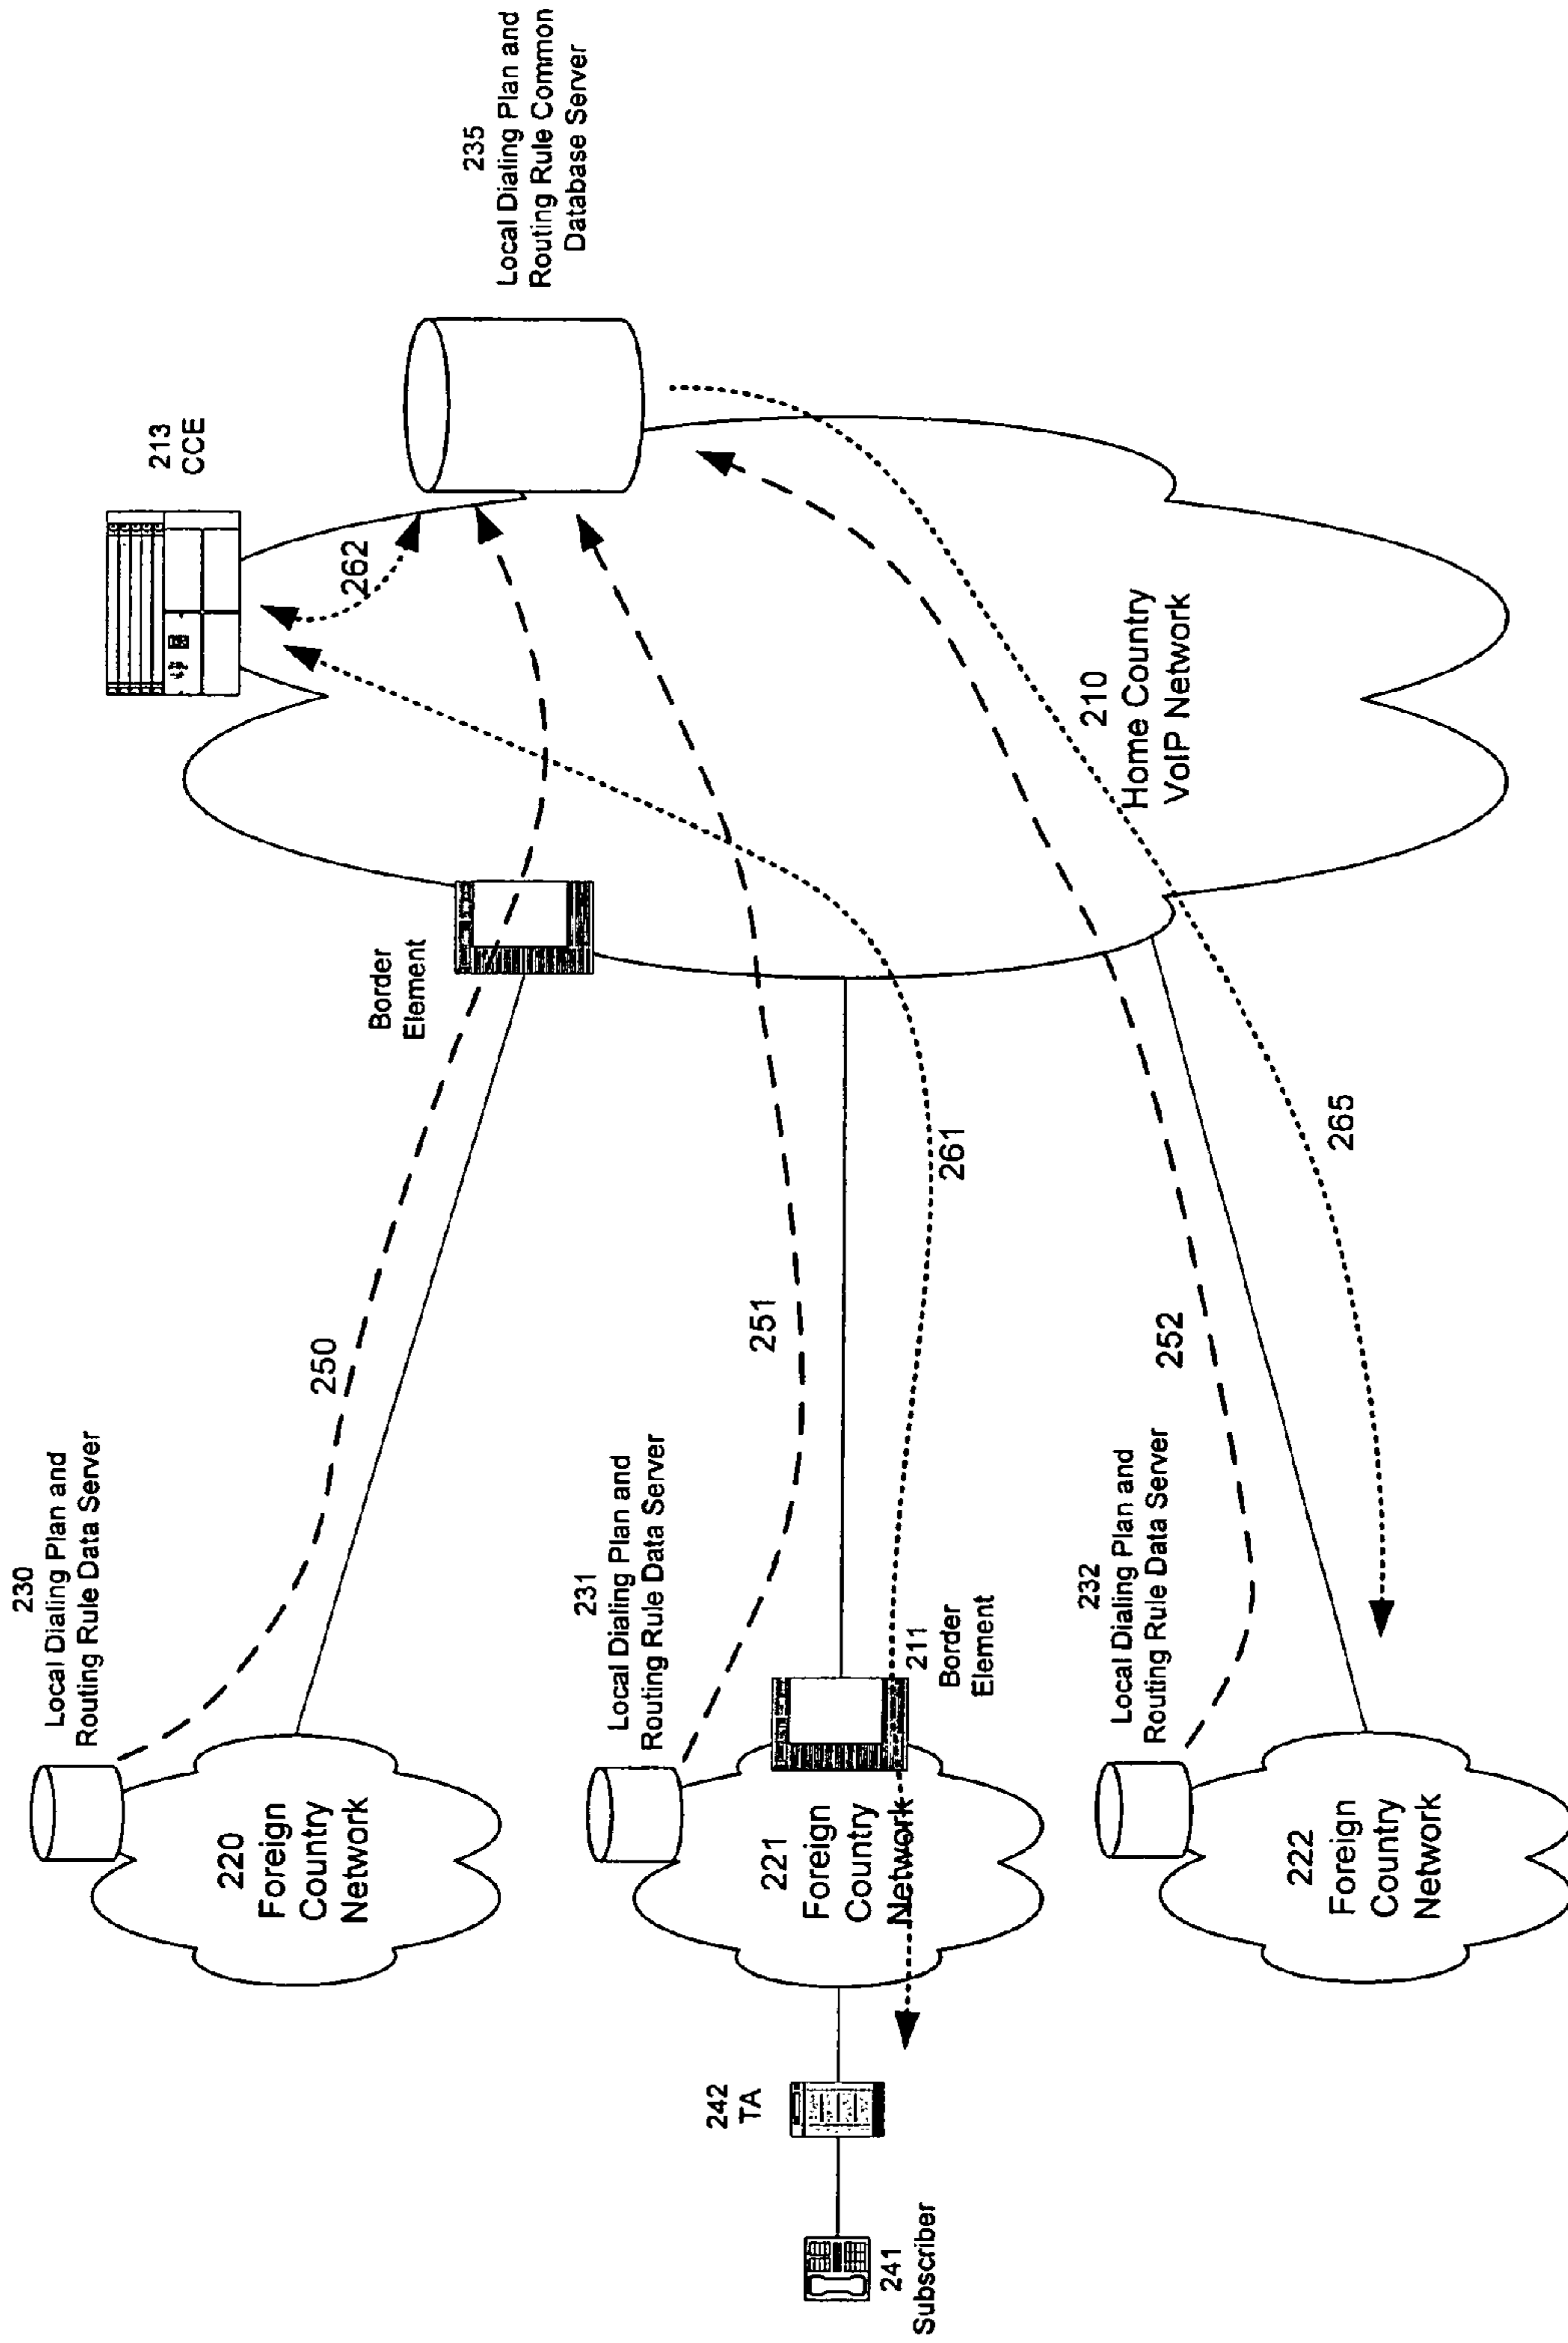 230
Local Dialing Plan and
Routing Rule Data Server
250
220
Foreign
Country
Network
Border
Element
213
CCE
262
235
Local Dialing Plan and
Routing Rule Common
Database Server
242
TA
241
Subscriber
231
Local Dialing Plan and
Routing Rule Data Server
251
221
Foreign
Country
Network
211
Border
Element
261
210
Home Country
VoIP Network
232
Local Dialing Plan and
Routing Rule Data Server
252
222
Foreign
Country
Network
265